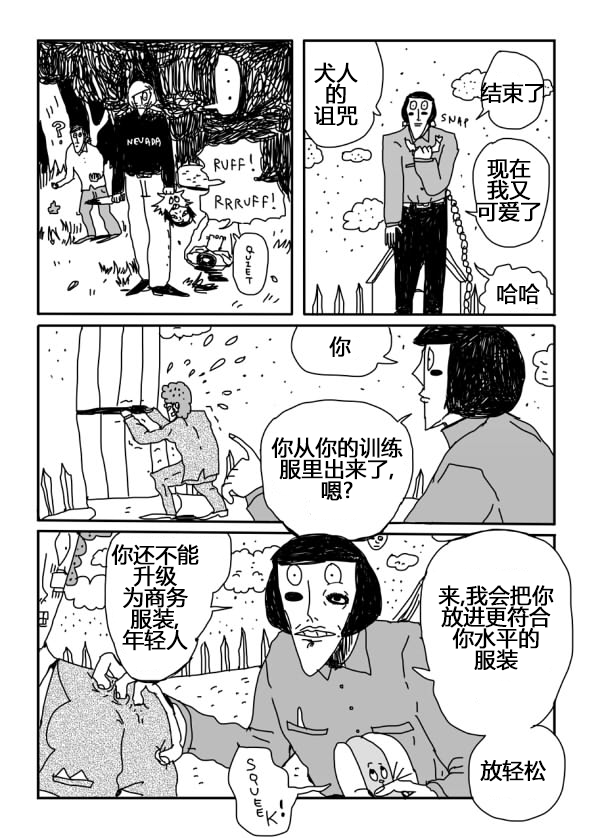 ...
?
NEVADA
RUFF!
RRRUFF!
QUIET
犬人
的
诅咒
结束了
SNAP
现在
我又
可爱了
哈哈
你
你从你的训练
服里出来了,
嗯?
你还不能
升级
为商务
服装,
年轻人
来,我会把你
放进更符合
你水平的
服装
放轻松
SQUEEK!